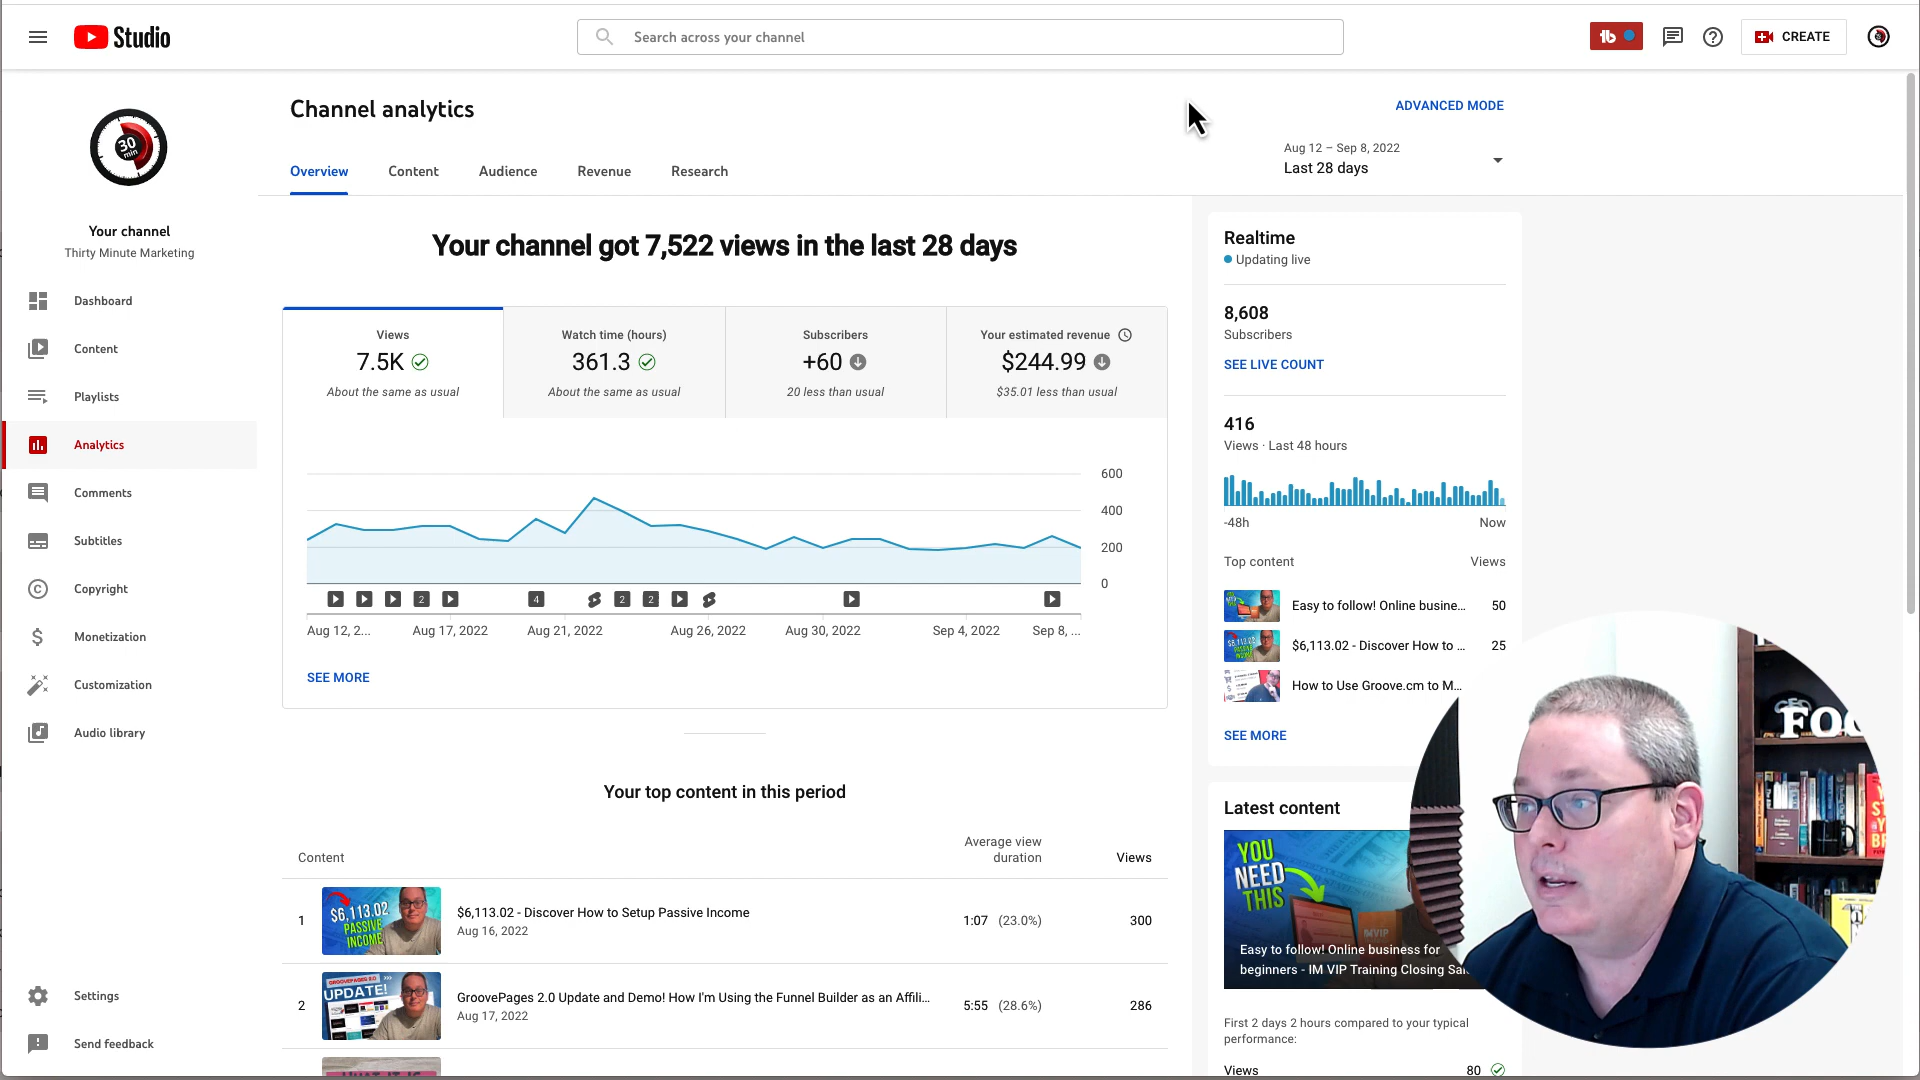 Studio
Search across your channel
CREATE
Channel analytics
ADVANCED MODE
Aug 12 – Sep 8, 2022
Last 28 days
Overview
Content
Audience
Revenue
Research
30
min
Your channel
Thirty Minute Marketing
Dashboard
Content
Playlists
Analytics
Comments
Subtitles
Copyright
Monetization
Customization
Audio library
Settings
Send feedback
Your channel got 7,522 views in the last 28 days
Views
7.5K
About the same as usual
Watch time (hours)
361.3
About the same as usual
Subscribers
+60
20 less than usual
Your estimated revenue
$244.99
$35.01 less than usual
600
400
200
0
2
4
2
2
Aug 12, 2...
Aug 17, 2022
Aug 21, 2022
Aug 26, 2022
Aug 30, 2022
Sep 4, 2022
Sep 8, ...
SEE MORE
Your top content in this period
Content
Average view
duration
Views
1
$6,113.02
PASSIVE
INCOME
$6,113.02 - Discover How to Setup Passive Income
Aug 16, 2022
1:07 (23.0%)
300
2
GROOVEPAGES 2.0
UPDATE!
GroovePages 2.0 Update and Demo! How I'm Using the Funnel Builder as an Affili...
Aug 17, 2022
5:55 (28.6%)
286
Realtime
Updating live
8,608
Subscribers
SEE LIVE COUNT
416
Views · Last 48 hours
-48h
Now
Top content
Views
Easy to follow! Online busine...
50
$6,113.02 - Discover How to ...
25
How to Use Groove.cm to M...
SEE MORE
Latest content
YOU
NEED
THIS
IMVIP
Easy to follow! Online business for
beginners - IM VIP Training Closing Sal
First 2 days 2 hours compared to your typical
performance:
Views
80
FOC